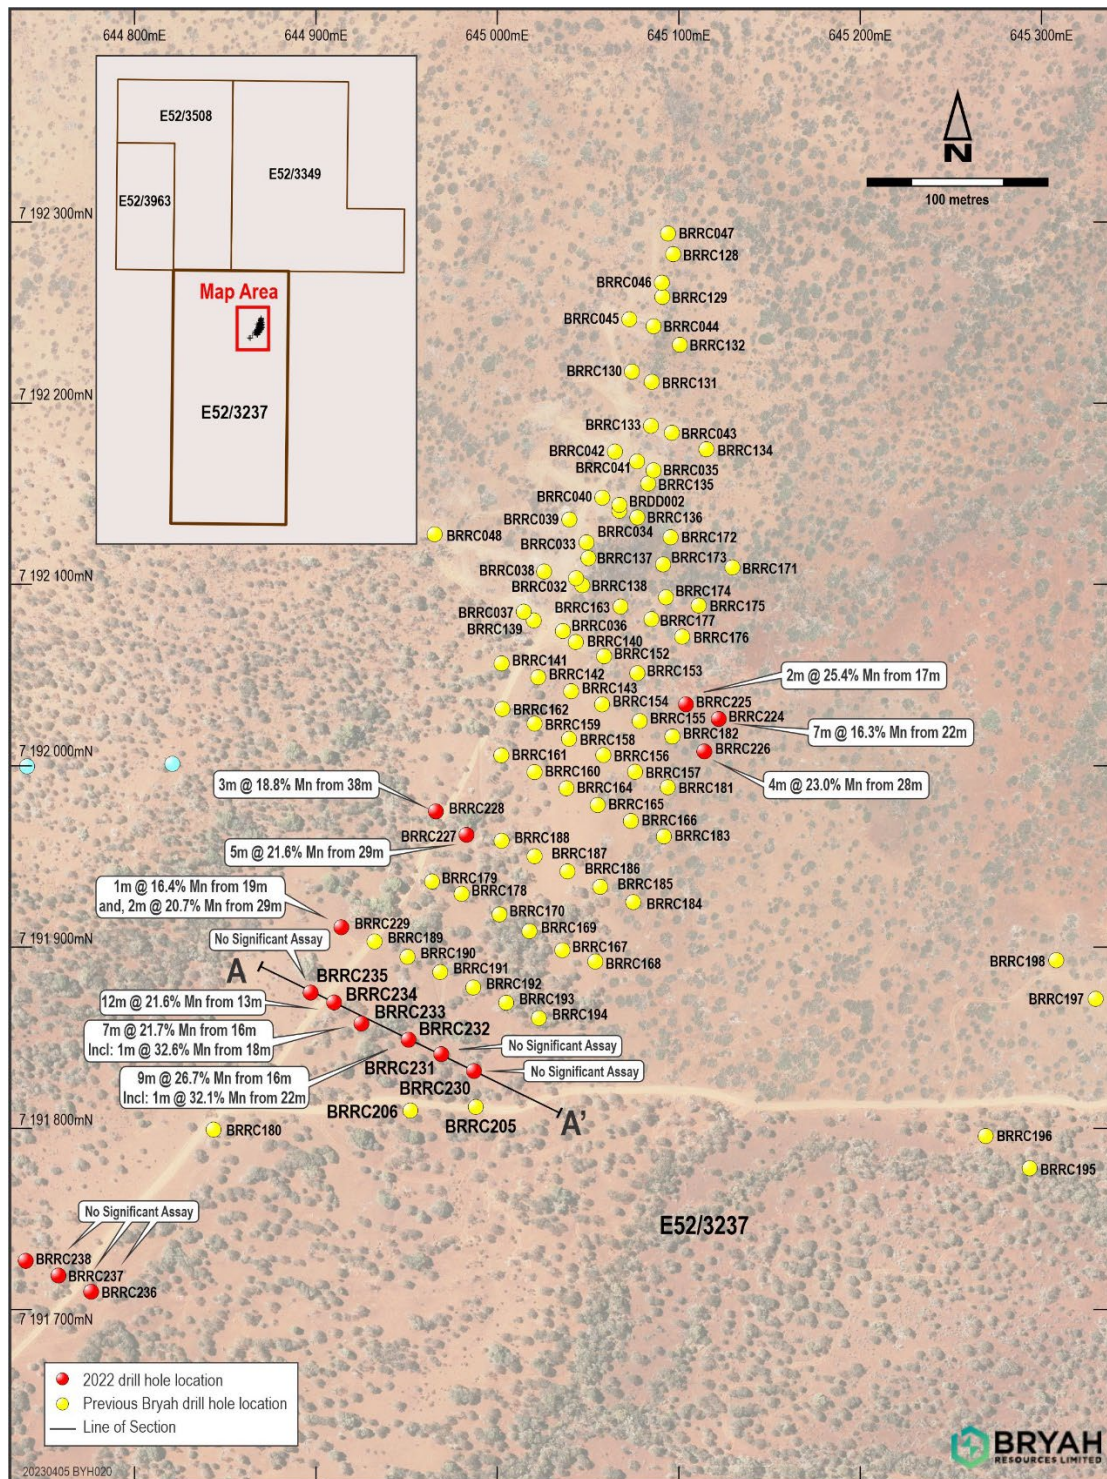 644 800mE
644 900mE
645 000mE
645 100mE
645 200mE
645 300mE
E52/3508
E52/3349
E52/3963
Map Area
E52/3237
N
100 metres
7 192 300mN
BRRC047
BRRC128
BRRC046
BRRC129
BRRC045
BRRC044
BRRC132
BRRC130
BRRC131
7 192 200mN
BRRC133
BRRC043
BRRC042
BRRC134
BRRC041
BRRC035
BRRC135
BRRC040
BRDD002
BRRC039
BRRC136
BRRC048
BRRC034
BRRC172
BRRC033
BRRC137
BRRC173
BRRC171
BRRC038
7 192 100mN
BRRC032
BRRC138
BRRC174
BRRC163
BRRC175
BRRC037
BRRC177
BRRC139
BRRC036
BRRC176
BRRC140
BRRC152
BRRC141
BRRC153
BRRC142
2m @ 25.4% Mn from 17m
BRRC143
BRRC154
BRRC225
BRRC162
BRRC155
BRRC224
BRRC159
7m @ 16.3% Mn from 22m
BRRC182
BRRC158
7 192 000mN
BRRC161
BRRC156
BRRC226
BRRC160
BRRC157
3m @ 18.8% Mn from 38m
4m @ 23.0% Mn from 28m
BRRC164
BRRC181
BRRC228
BRRC165
BRRC166
BRRC227
BRRC188
BRRC183
5m @ 21.6% Mn from 29m
BRRC187
BRRC186
BRRC179
BRRC185
1m @ 16.4% Mn from 19m
and, 2m @ 20.7% Mn from 29m
BRRC178
BRRC184
BRRC170
BRRC229
BRRC169
No Significant Assay
BRRC189
7 191 900mN
BRRC190
BRRC167
BRRC168
BRRC198
A
BRRC191
BRRC235
BRRC192
BRRC234
12m @ 21.6% Mn from 13m
BRRC193
BRRC197
BRRC233
BRRC194
7m @ 21.7% Mn from 16m
Incl: 1m @ 32.6% Mn from 18m
BRRC232
No Significant Assay
BRRC231
No Significant Assay
9m @ 26.7% Mn from 16m
Incl: 1m @ 32.1% Mn from 22m
BRRC230
BRRC206
BRRC205
A'
7 191 800mN
BRRC180
BRRC196
BRRC195
No Significant Assay
E52/3237
BRRC238
BRRC237
BRRC236
7 191 700mN
2022 drill hole location
Previous Bryah drill hole location
Line of Section
BRYAH
RESOURCES LIMITED
20230405 BYH020